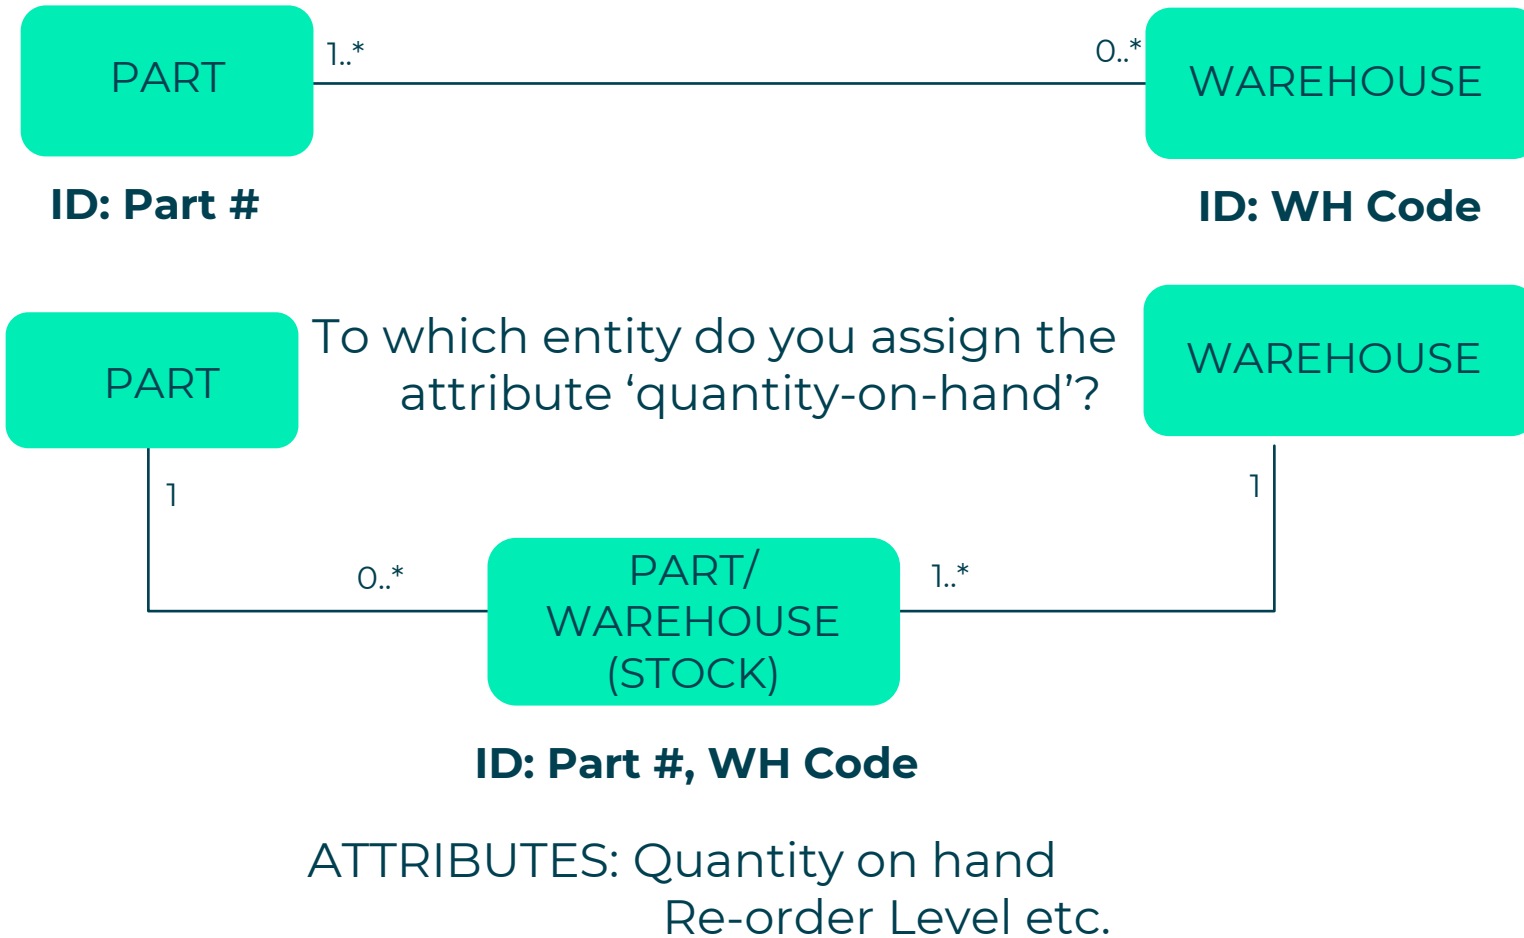 PART
1..*
0..*
WAREHOUSE
ID: Part #
ID: WH Code
PART
To which entity do you assign the
attribute ‘quantity-on-hand’?
WAREHOUSE
1
1
0..*
PART/
WAREHOUSE
(STOCK)
1..*
ID: Part #, WH Code
ATTRIBUTES: Quantity on hand
Re-order Level etc.